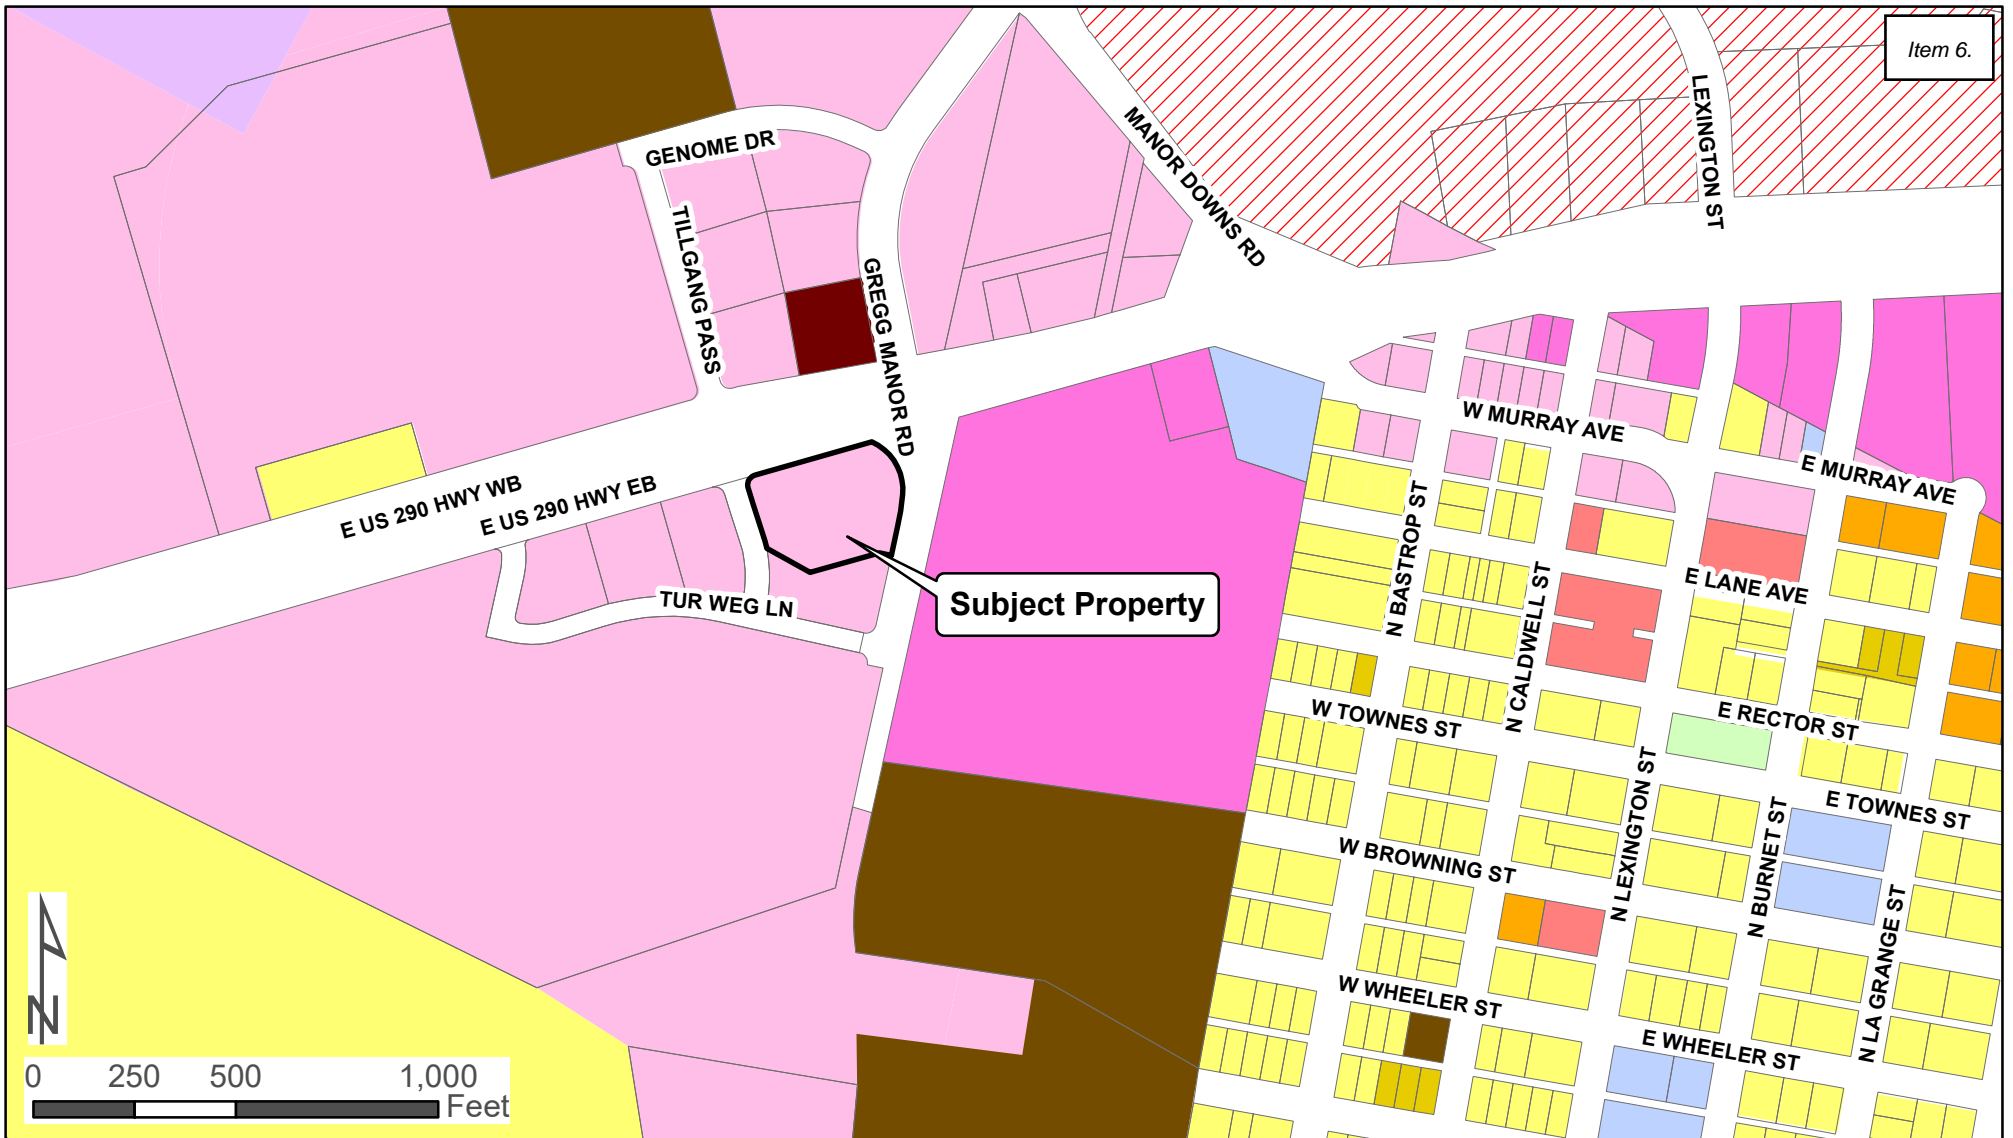 Item 6.
LEXINGTON ST
MANOR DOWNS RD
GENOME DR
TILLGANG PASS
GREGG MANOR RD
W MURRAY AVE
E MURRAY AVE
E US 290 HWY WB
E US 290 HWY EB
N BASTROP ST
E LANE AVE
TUR WEG LN
Subject Property
N CALDWELL ST
W TOWNES ST
E RECTOR ST
E TOWNES ST
N LEXINGTON ST
N BURNET ST
W BROWNING ST
N LA GRANGE ST
W WHEELER ST
E WHEELER ST
N
0 250 500 1,000
Feet